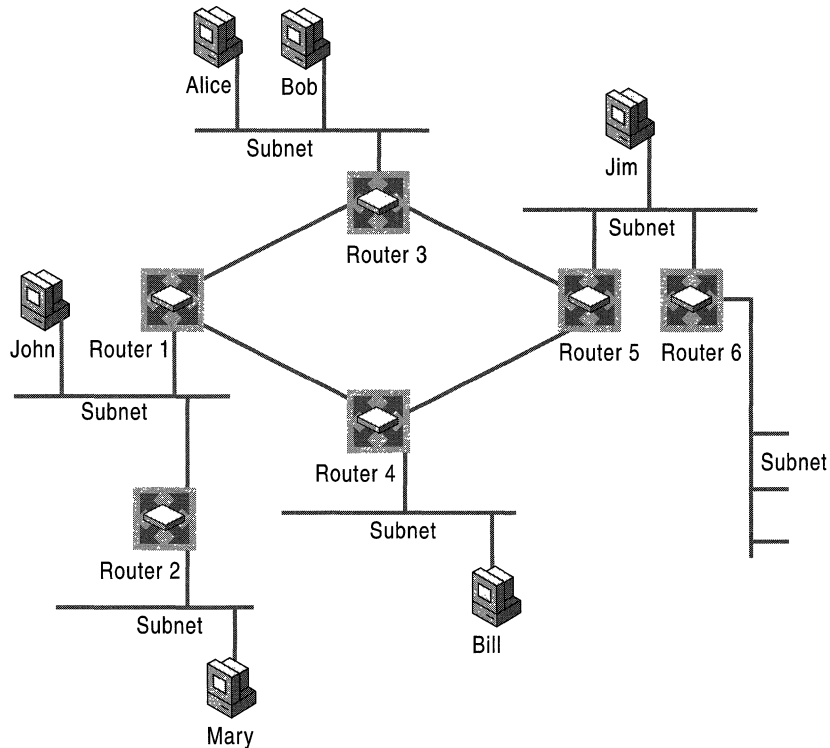 Alice
Bob
Subnet
Jim
Subnet
Router 3
John
Router 1
Router 5
Router 6
Subnet
Router 4
Subnet
Subnet
Router 2
Subnet
Bill
Mary